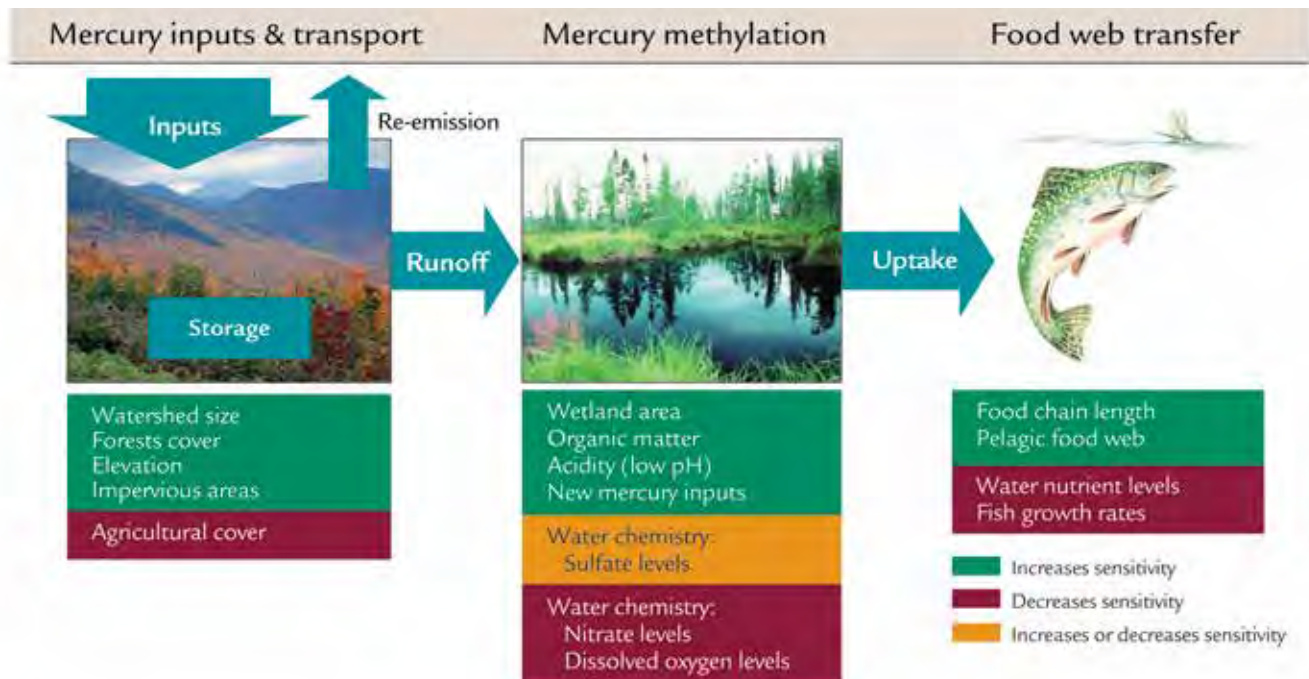 Mercury inputs & transport
Mercury methylation
Food web transfer
Inputs
Re-emission
Storage
Runoff
Uptake
Watershed size
Forests cover
Elevation
Impervious areas
Agricultural cover
Wetland area
Organic matter
Acidity (low pH)
New mercury inputs
Water chemistry:
Sulfate levels
Water chemistry:
Nitrate levels
Dissolved oxygen levels
Food chain length
Pelagic food web
Water nutrient levels
Fish growth rates
Increases sensitivity
Decreases sensitivity
Increases or decreases sensitivity